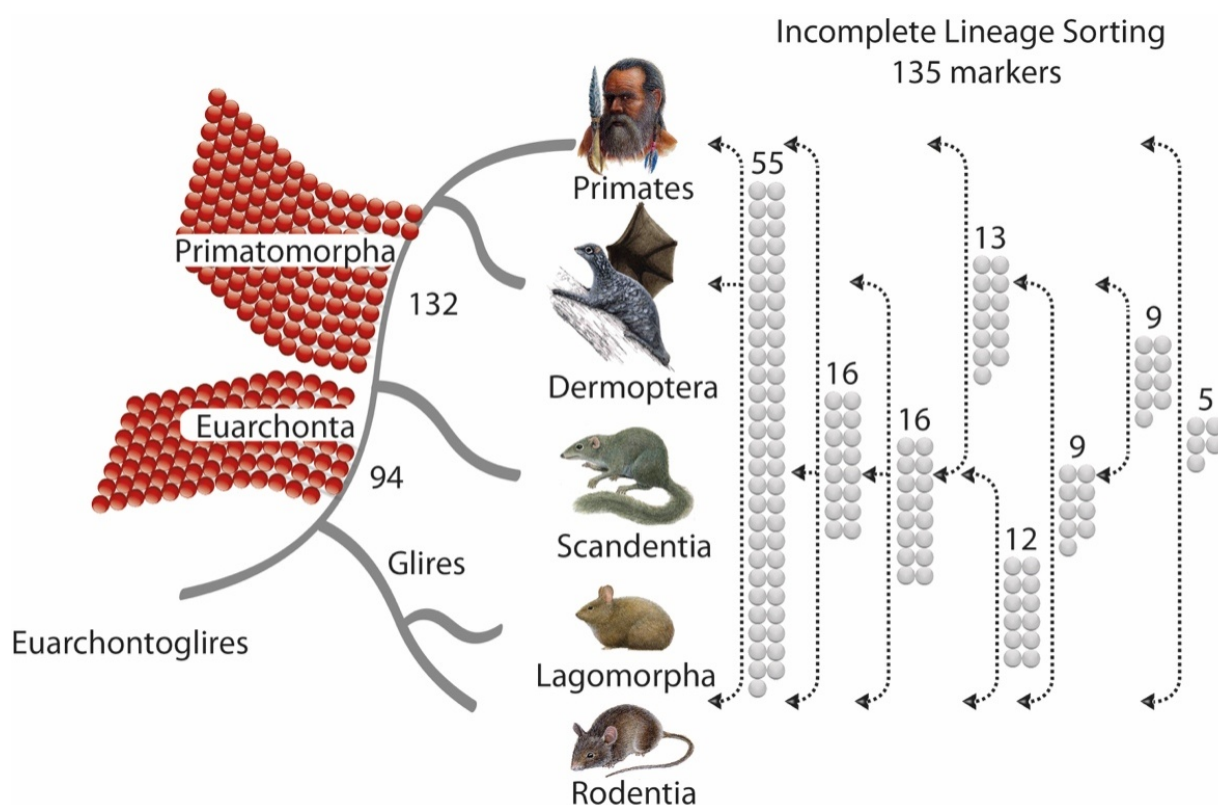 Incomplete Lineage Sorting
135 markers
Primates
55
Primatomorpha
13
132
9
Dermoptera
16
5
Euarchonta
16
94
9
Scandentia
12
Glires
Euarchontoglires
Lagomorpha
Rodentia